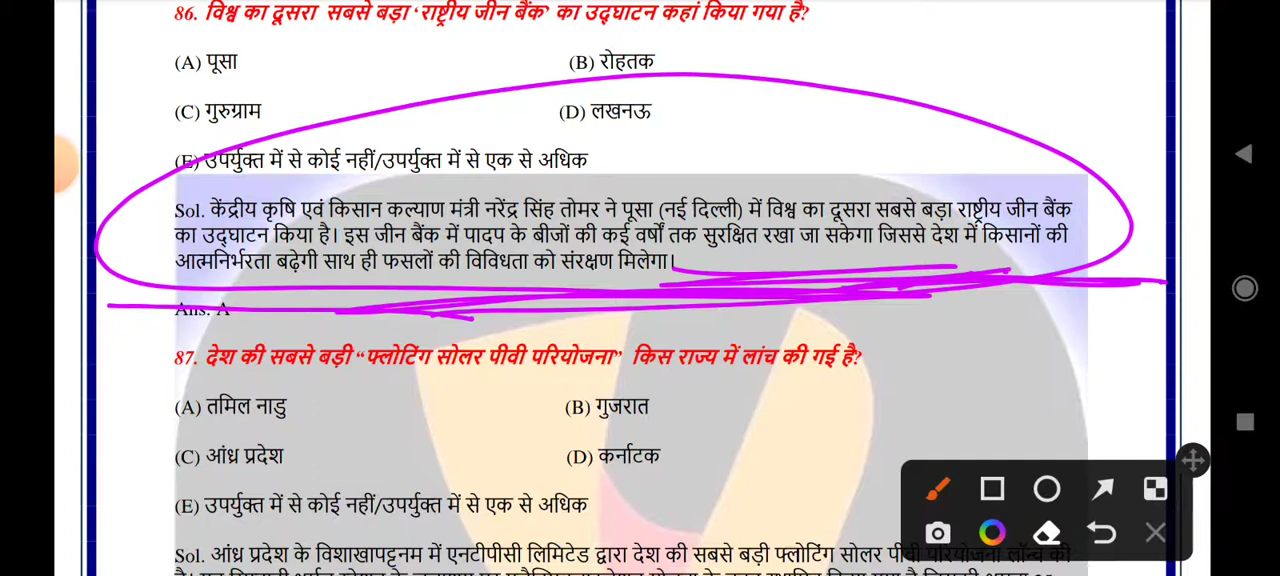 86. विश्व का दूसरा सबसे बड़ा ‘राष्ट्रीय जीन बैंक’ का उद्घाटन कहां किया गया है?
(A) पूसा (B) रोहतक
(C) गुरुग्राम (D) लखनऊ
(E) उपर्युक्त में से कोई नहीं/उपर्युक्त में से एक से अधिक
Sol. केंद्रीय कृषि एवं किसान कल्याण मंत्री नरेंद्र सिंह तोमर ने पूसा (नई दिल्ली) में विश्व का दूसरा सबसे बड़ा राष्ट्रीय जीन बैंक
का उद्घाटन किया है। इस जीन बैंक में पादप के बीजों की कई वर्षों तक सुरक्षित रखा जा सकेगा जिससे देश में किसानों की
आत्मनिर्भरता बढ़ेगी साथ ही फसलों की विविधता को संरक्षण मिलेगा।
Ans. A
87. देश की सबसे बड़ी “फ्लोटिंग सोलर पीवी परियोजना” किस राज्य में लांच की गई है?
(A) तमिल नाडु (B) गुजरात
(C) आंध्र प्रदेश (D) कर्नाटक
(E) उपर्युक्त में से कोई नहीं/उपर्युक्त में से एक से अधिक
Sol. आंध्र प्रदेश के विशाखापट्टनम में एनटीपीसी लिमिटेड द्वारा देश की सबसे बड़ी फ्लोटिंग सोलर पीवी परियोजना लॉन्च की